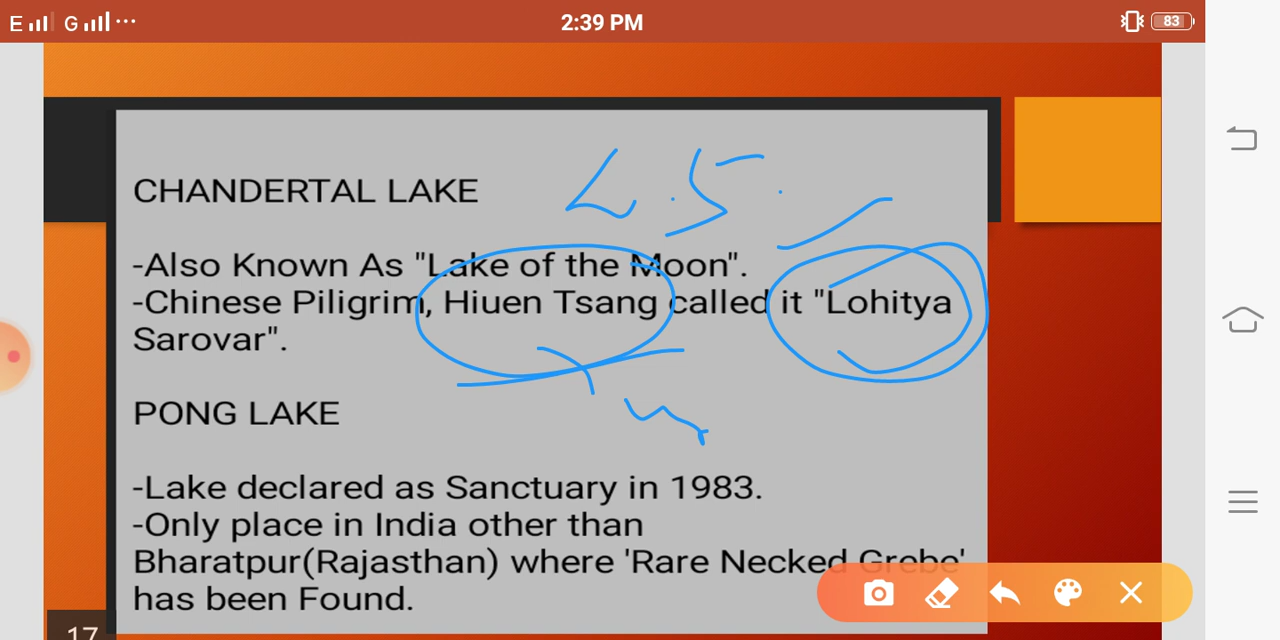 E G 2:39 PM 83
CHANDERTAL LAKE L.S.
-Also Known As "Lake of the Moon".
-Chinese Piligrim, Hiuen Tsang called it "Lohitya
Sarovar".
PONG LAKE
-Lake declared as Sanctuary in 1983.
-Only place in India other than
Bharatpur(Rajasthan) where 'Rare Necked Grebe'
has been Found.
17